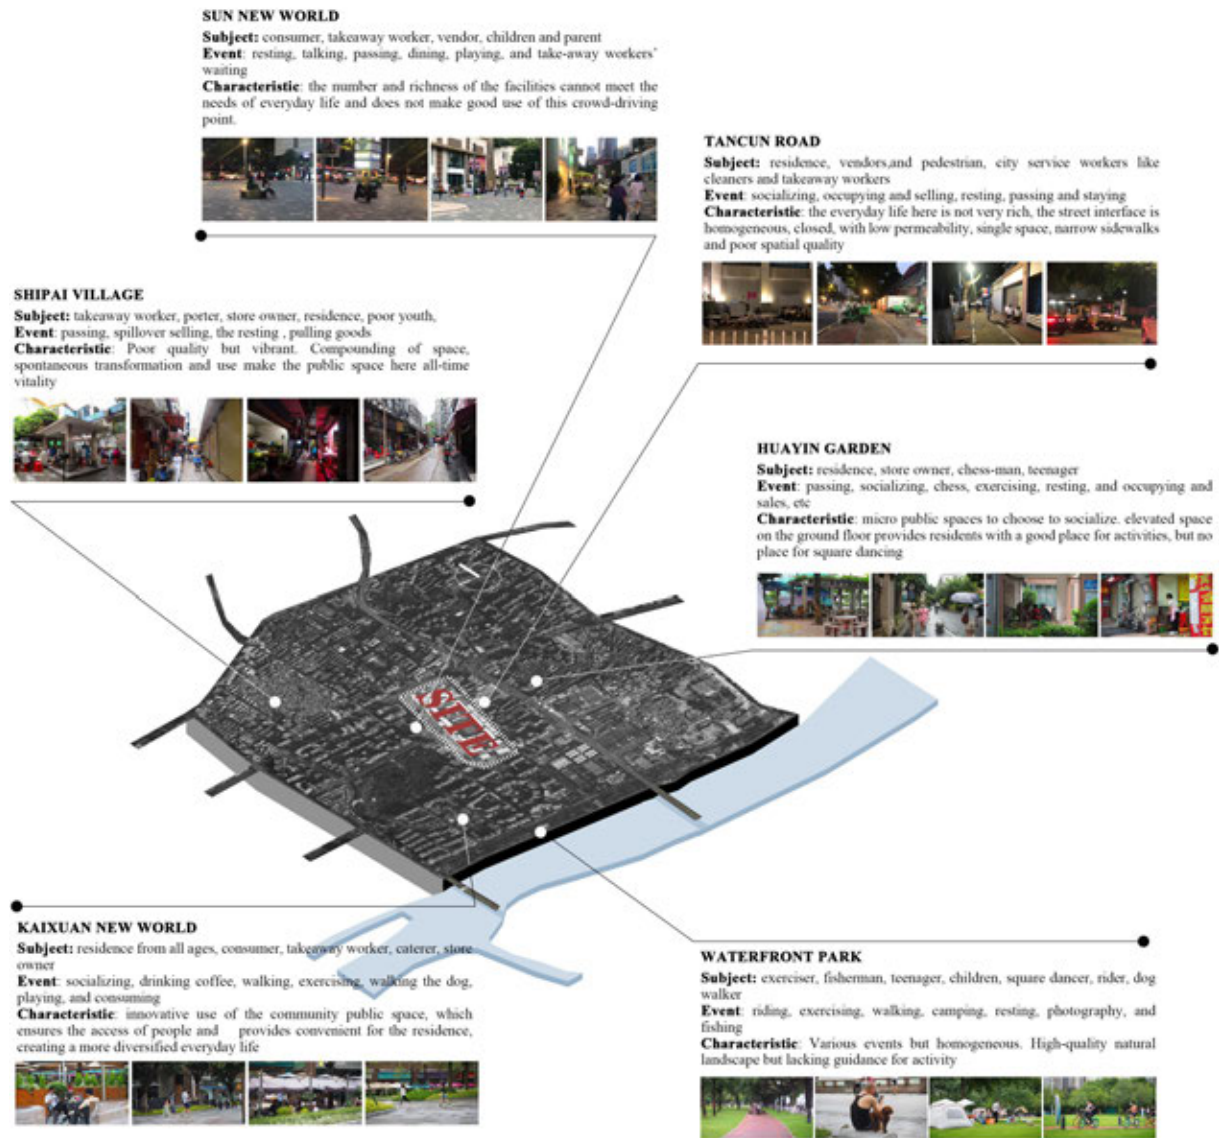 SUN NEW WORLD
Subject: consumer, takeaway worker, vendor, children and parent
Event: resting, talking, passing, dining, playing, and take-away workers'
waiting
Characteristic: the number and richness of the facilities cannot meet the
needs of everyday life and does not make good use of this crowd-driving
point.
TANCUN ROAD
Subject: residence, vendors,and pedestrian, city service workers like
cleaners and takeaway workers
Event: socializing, occupying and selling, resting, passing and staying
Characteristic: the everyday life here is not very rich, the street interface is
homogeneous, closed, with low permeability, single space, narrow sidewalks
and poor spatial quality
SHIPAI VILLAGE
Subject: takeaway worker, porter, store owner, residence, poor youth,
Event: passing, spillover selling, the resting , pulling goods
Characteristic: Poor quality but vibrant. Compounding of space,
spontaneous transformation and use make the public space here all-time
vitality
HUAYIN GARDEN
Subject: residence, store owner, chess-man, teenager
Event: passing, socializing, chess, exercising, resting, and occupying and
sales, etc
Characteristic: micro public spaces to choose to socialize. elevated space
on the ground floor provides residents with a good place for activities, but no
place for square dancing
SITE
KAIXUAN NEW WORLD
Subject: residence from all ages, consumer, takeaway worker, caterer, store
owner
Event: socializing, drinking coffee, walking, exercising, walking the dog,
playing, and consuming
Characteristic: innovative use of the community public space, which
ensures the access of people and provides convenient for the residence,
creating a more diversified everyday life
WATERFRONT PARK
Subject: exerciser, fisherman, teenager, children, square dancer, rider, dog
walker
Event: riding, exercising, walking, camping, resting, photography, and
fishing
Characteristic: Various events but homogeneous. High-quality natural
landscape but lacking guidance for activity